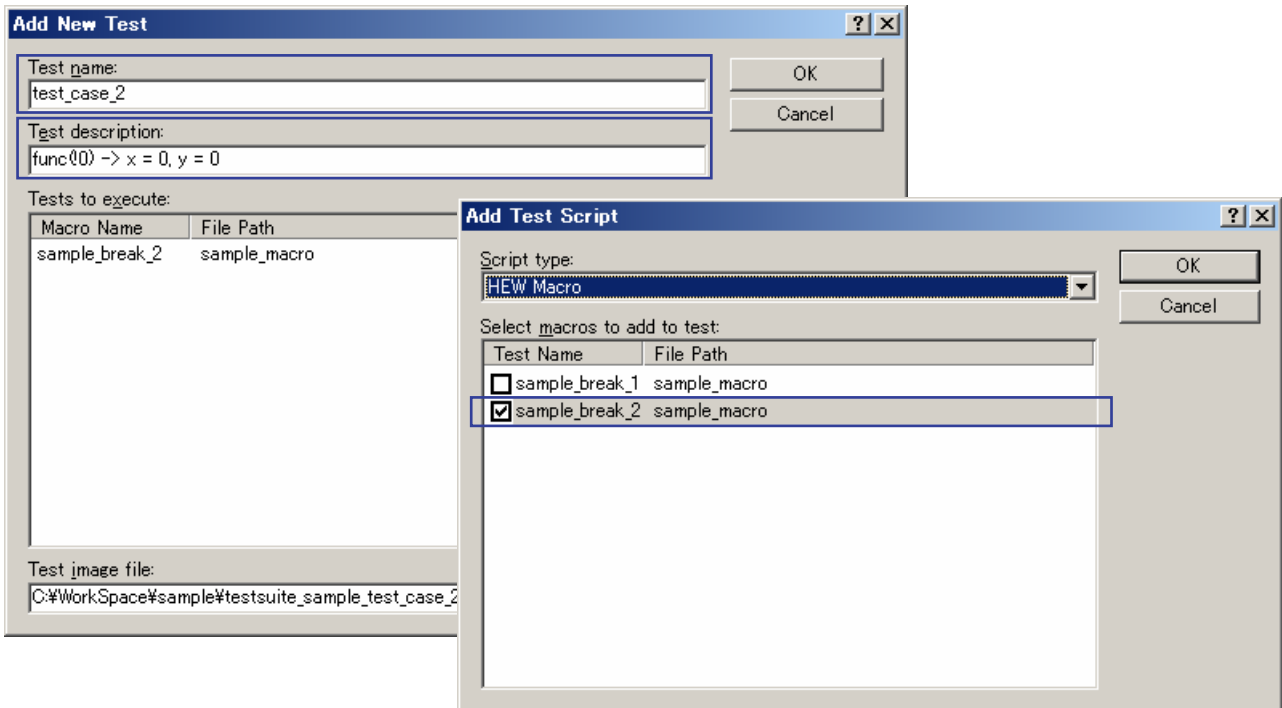 Add New Test
Test name:
test_case_2
OK
Cancel
Test description:
func(10) -> x = 0, y = 0
Tests to execute:
Macro Name File Path
sample_break_2 sample_macro
Test image file:
C:¥WorkSpace¥sample¥testsuite_sample_test_case_2
Add Test Script
Script type:
HEW Macro
OK
Cancel
Select macros to add to test:
Test Name File Path
sample_break_1 sample_macro
sample_break_2 sample_macro